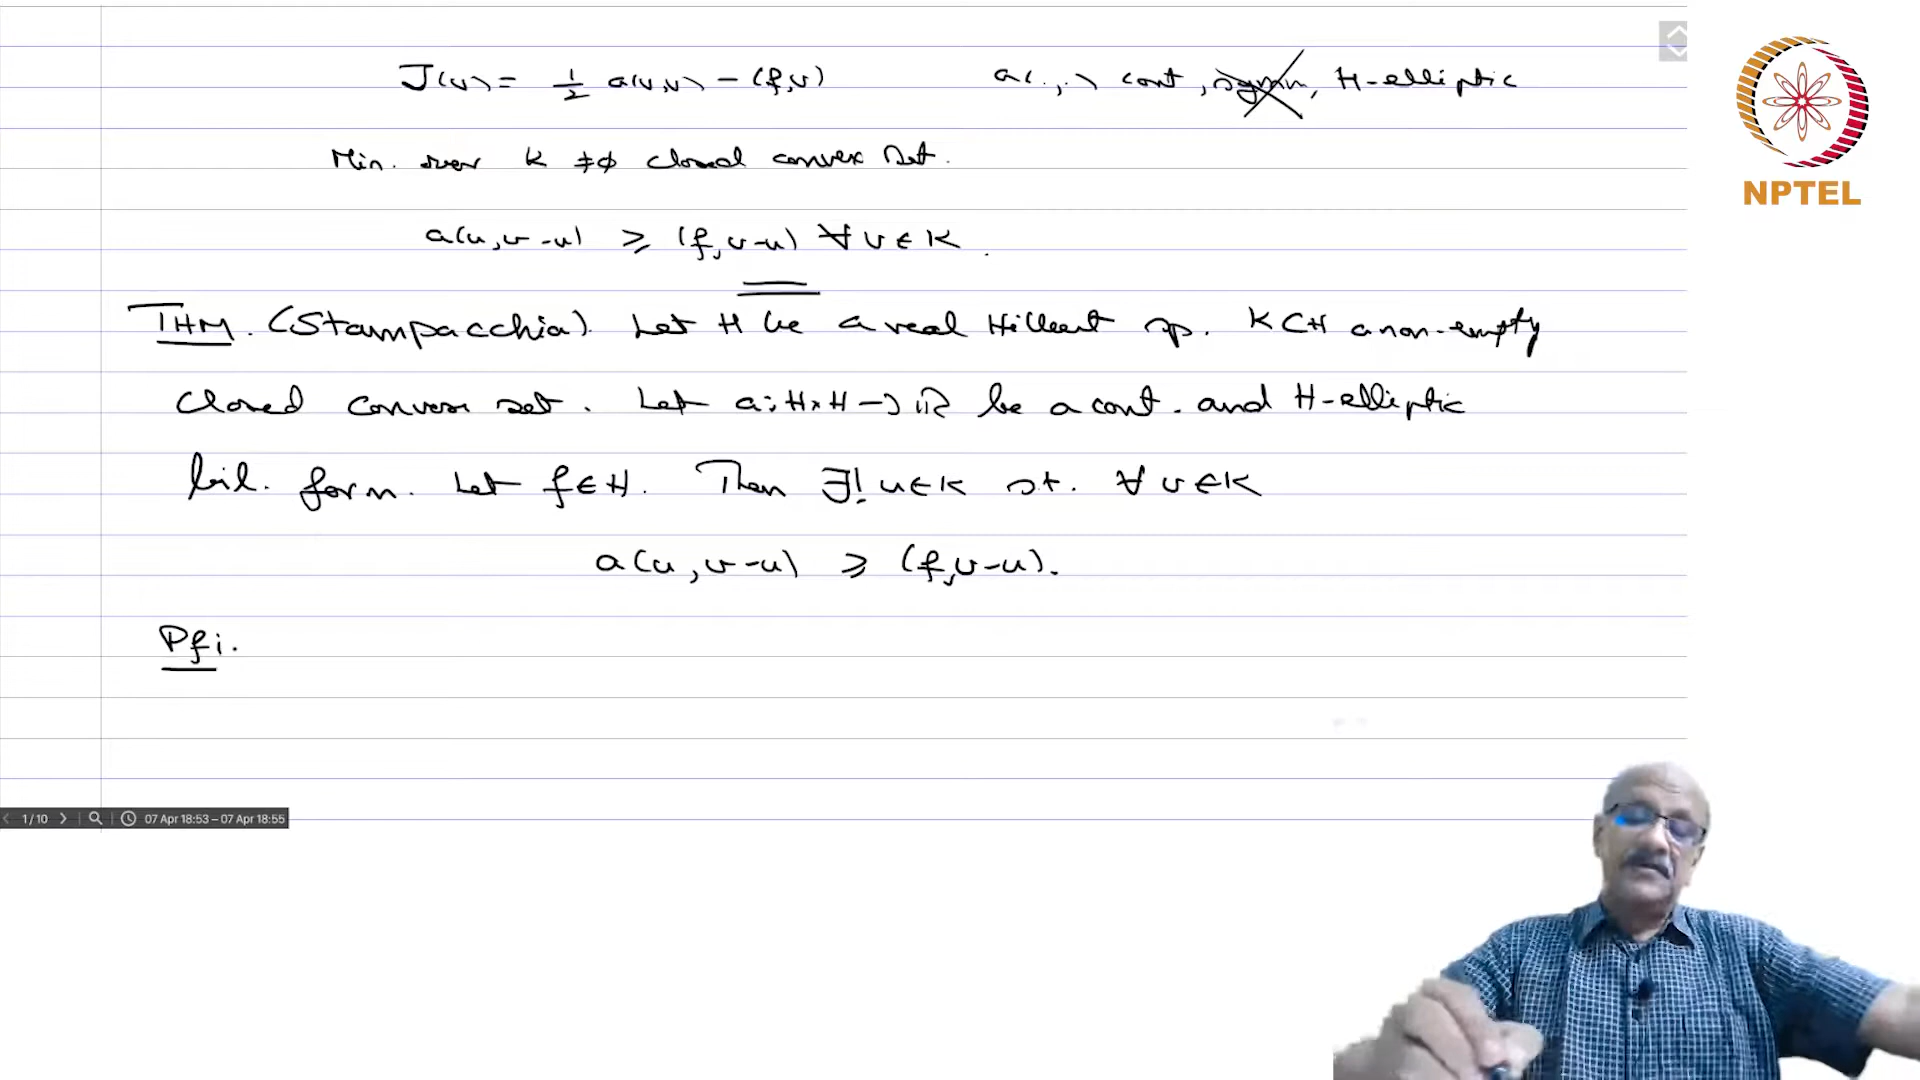 J(v) = 1/2 a(v,v) - (f,v) a(.,.) cont, symm, H-elliptic
Min. over K ≠ ϕ closed convex set.
a(u,v-u) ≥ (f,v-u) ∀ v ∈ K.
THM. (Stampacchia). Let H be a real Hilbert sp. K ⊂ H a non-empty
closed convex set. Let a: H×H → ℝ be a cont. and H-elliptic
bil. form. Let f ∈ H. Then ∃! u ∈ K s.t. ∀ v ∈ K
a(u,v-u) ≥ (f,v-u).
Pf:.
NPTEL
1/10 07 Apr 18:53 – 07 Apr 18:55